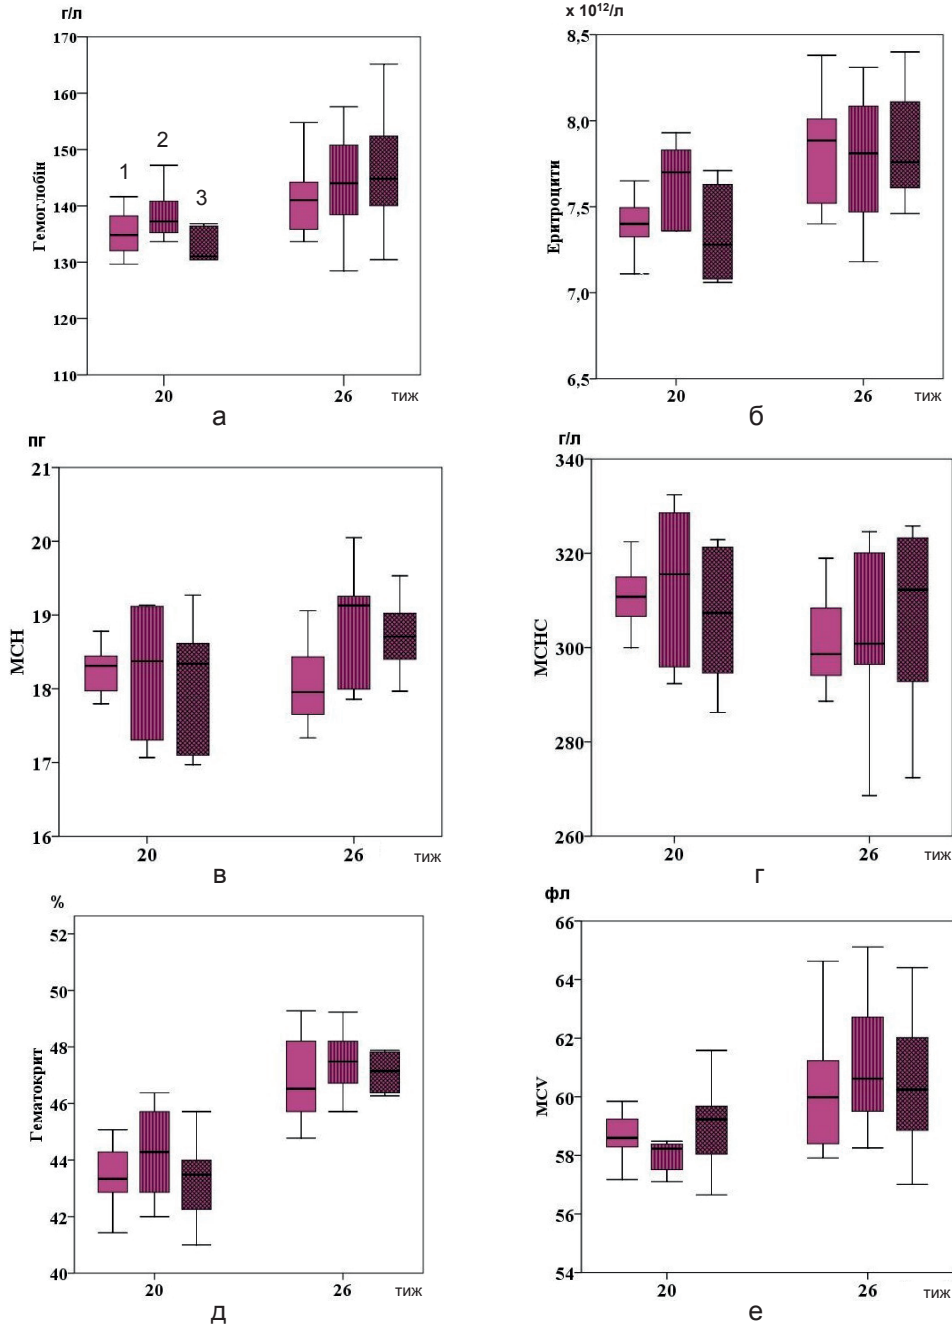 г/л
170
160
150
140
130
120
110
Гемоглобін
1
2
3
20
26
тиж
а
х 10¹²/л
8,5
8,0
7,5
7,0
6,5
Еритроцити
20
26
тиж
б
пг
21
20
19
18
17
16
MCH
20
26
тиж
в
г/л
340
320
300
280
260
MCHC
20
26
тиж
г
%
52
50
48
46
44
42
40
Гематокрит
20
26
тиж
д
фл
66
64
62
60
58
56
54
MCV
20
26
тиж
е